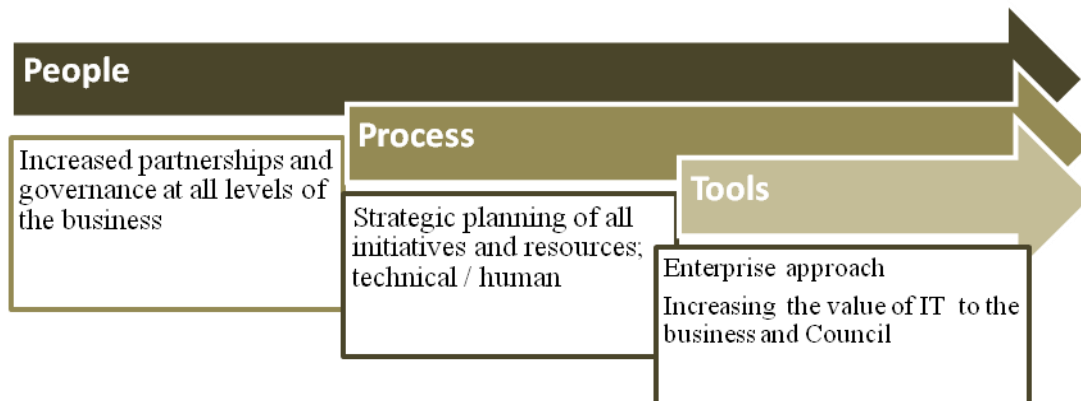 People
Increased partnerships and
governance at all levels of
the business
Process
Strategic planning of all
initiatives and resources;
technical / human
Tools
Enterprise approach
Increasing the value of IT to the
business and Council